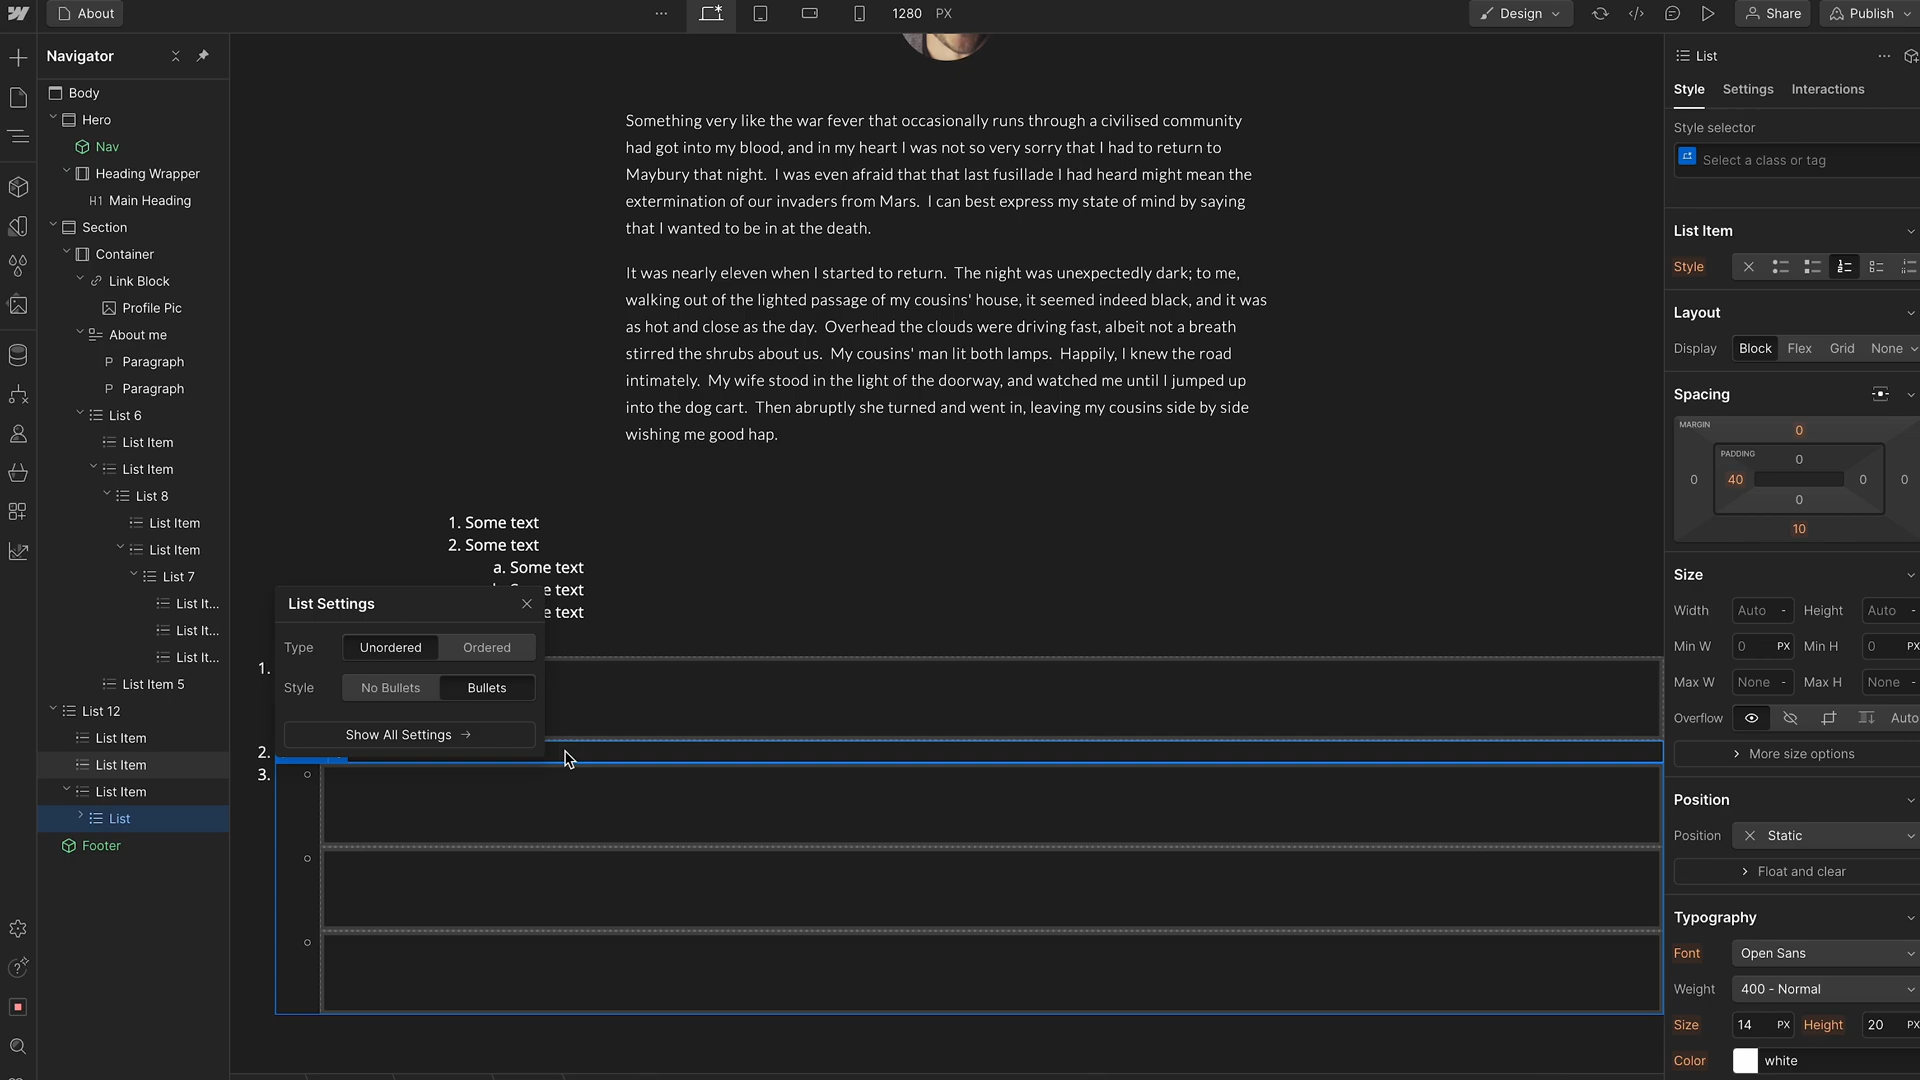 About
1280 PX
Design
Share
Publish
Navigator
Body
Hero
Nav
Heading Wrapper
H1 Main Heading
Section
Container
Link Block
Profile Pic
About me
P Paragraph
P Paragraph
List 6
List Item
List Item
List 8
List Item
List Item
List 7
List It...
List It...
List It...
List Item 5
List 12
List Item
List Item
List Item
List
Footer
Something very like the war fever that occasionally runs through a civilised community
had got into my blood, and in my heart I was not so very sorry that I had to return to
Maybury that night. I was even afraid that that last fusillade I had heard might mean the
extermination of our invaders from Mars. I can best express my state of mind by saying
that I wanted to be in at the death.
It was nearly eleven when I started to return. The night was unexpectedly dark; to me,
walking out of the lighted passage of my cousins' house, it seemed indeed black, and it was
as hot and close as the day. Overhead the clouds were driving fast, albeit not a breath
stirred the shrubs about us. My cousins' man lit both lamps. Happily, I knew the road
intimately. My wife stood in the light of the doorway, and watched me until I jumped up
into the dog cart. Then abruptly she turned and went in, leaving my cousins side by side
wishing me good hap.
1. Some text
2. Some text
a. Some text
e text
e text
List Settings
Type Unordered Ordered
Style No Bullets Bullets
Show All Settings
1.
2.
3.
List
Style Settings Interactions
Style selector
Select a class or tag
List Item
Style
Layout
Display Block Flex Grid None
Spacing
MARGIN
0
PADDING
0
0 40 0 0
0
10
Size
Width Auto - Height Auto -
Min W 0 PX Min H 0 PX
Max W None - Max H None -
Overflow Auto
More size options
Position
Position Static
Float and clear
Typography
Font Open Sans
Weight 400 - Normal
Size 14 PX Height 20 PX
Color white